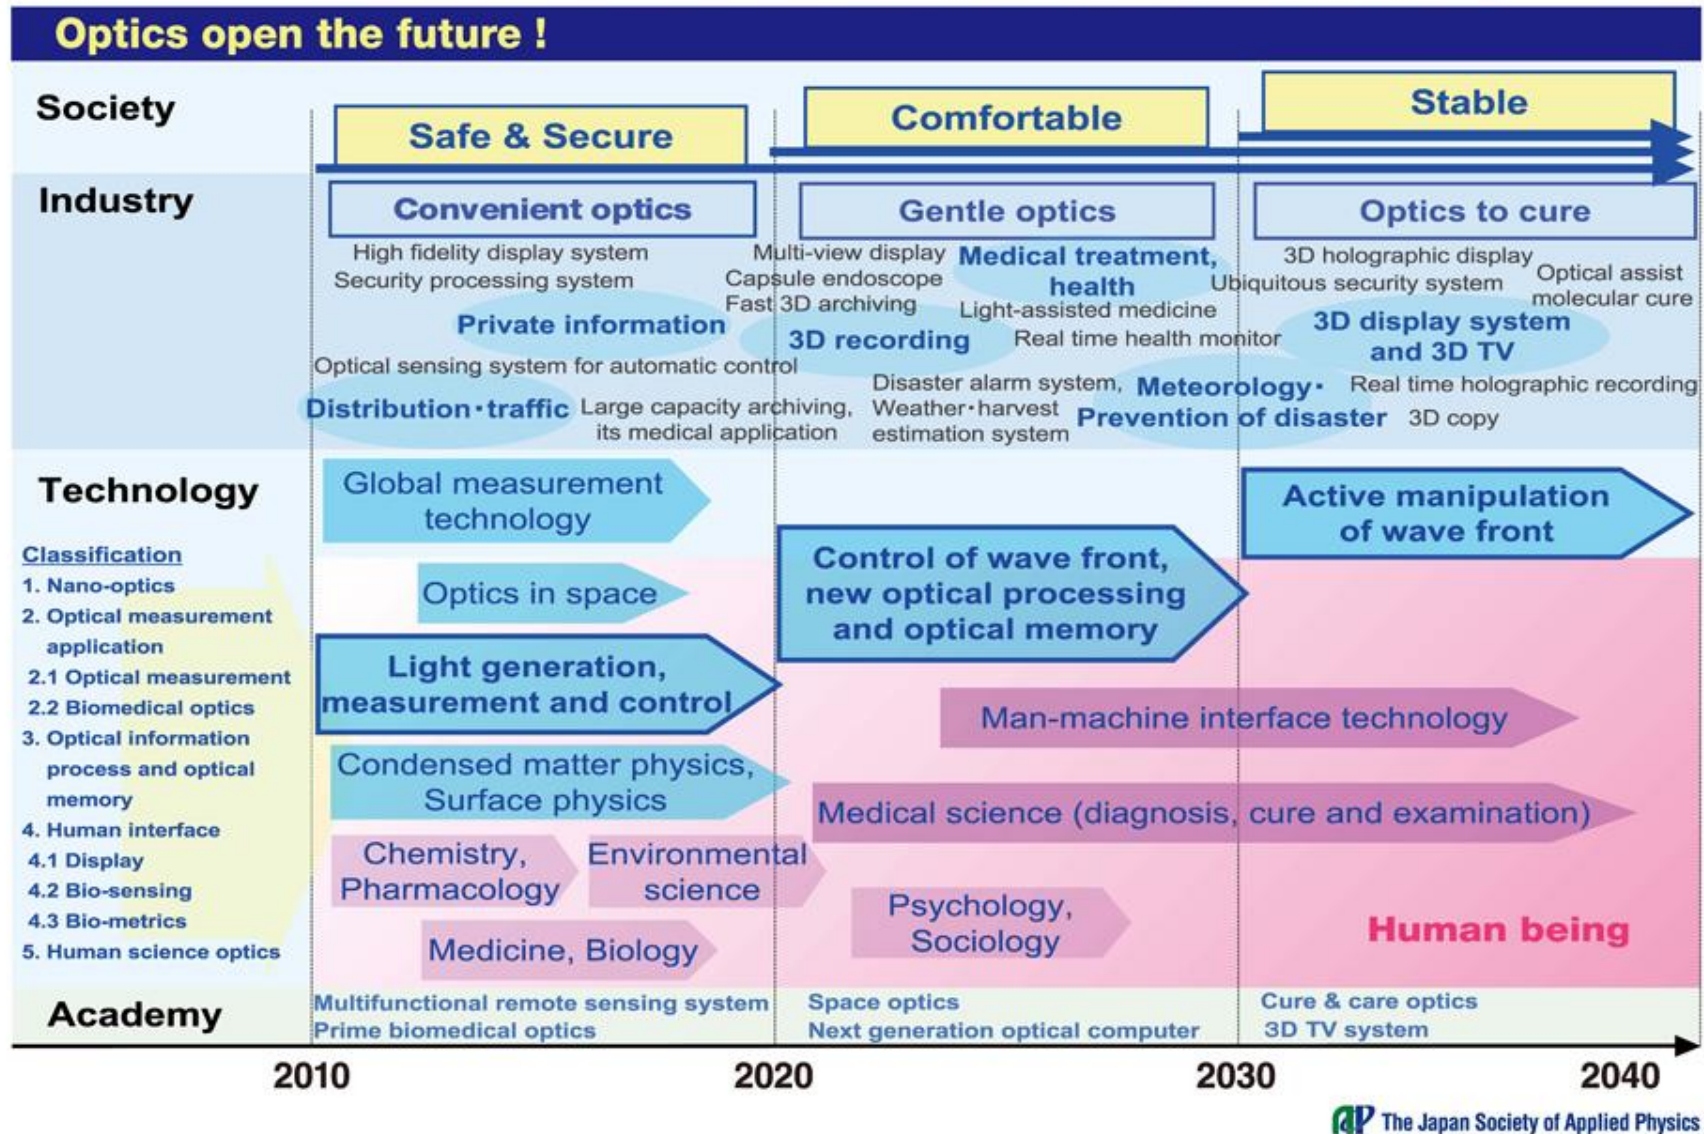 Optics open the future !
Society
Safe & Secure
Comfortable
Stable
Industry
Convenient optics
Gentle optics
Optics to cure
High fidelity display system
Security processing system
Private information
Optical sensing system for automatic control
Distribution・traffic
Large capacity archiving,
its medical application
Multi-view display
Capsule endoscope
Fast 3D archiving
3D recording
Medical treatment,
health
Light-assisted medicine
Real time health monitor
Disaster alarm system,
Weather・harvest
estimation system
Meteorology・
Prevention of disaster
3D holographic display
Ubiquitous security system
Optical assist
molecular cure
3D display system
and 3D TV
Real time holographic recording
3D copy
Technology
Classification
1. Nano-optics
2. Optical measurement
application
2.1 Optical measurement
2.2 Biomedical optics
3. Optical information
process and optical
memory
4. Human interface
4.1 Display
4.2 Bio-sensing
4.3 Bio-metrics
5. Human science optics
Global measurement
technology
Optics in space
Light generation,
measurement and control
Condensed matter physics,
Surface physics
Chemistry,
Pharmacology
Environmental
science
Medicine, Biology
Control of wave front,
new optical processing
and optical memory
Active manipulation
of wave front
Man-machine interface technology
Medical science (diagnosis, cure and examination)
Psychology,
Sociology
Human being
Academy
Multifunctional remote sensing system
Prime biomedical optics
Space optics
Next generation optical computer
Cure & care optics
3D TV system
2010
2020
2030
2040
The Japan Society of Applied Physics